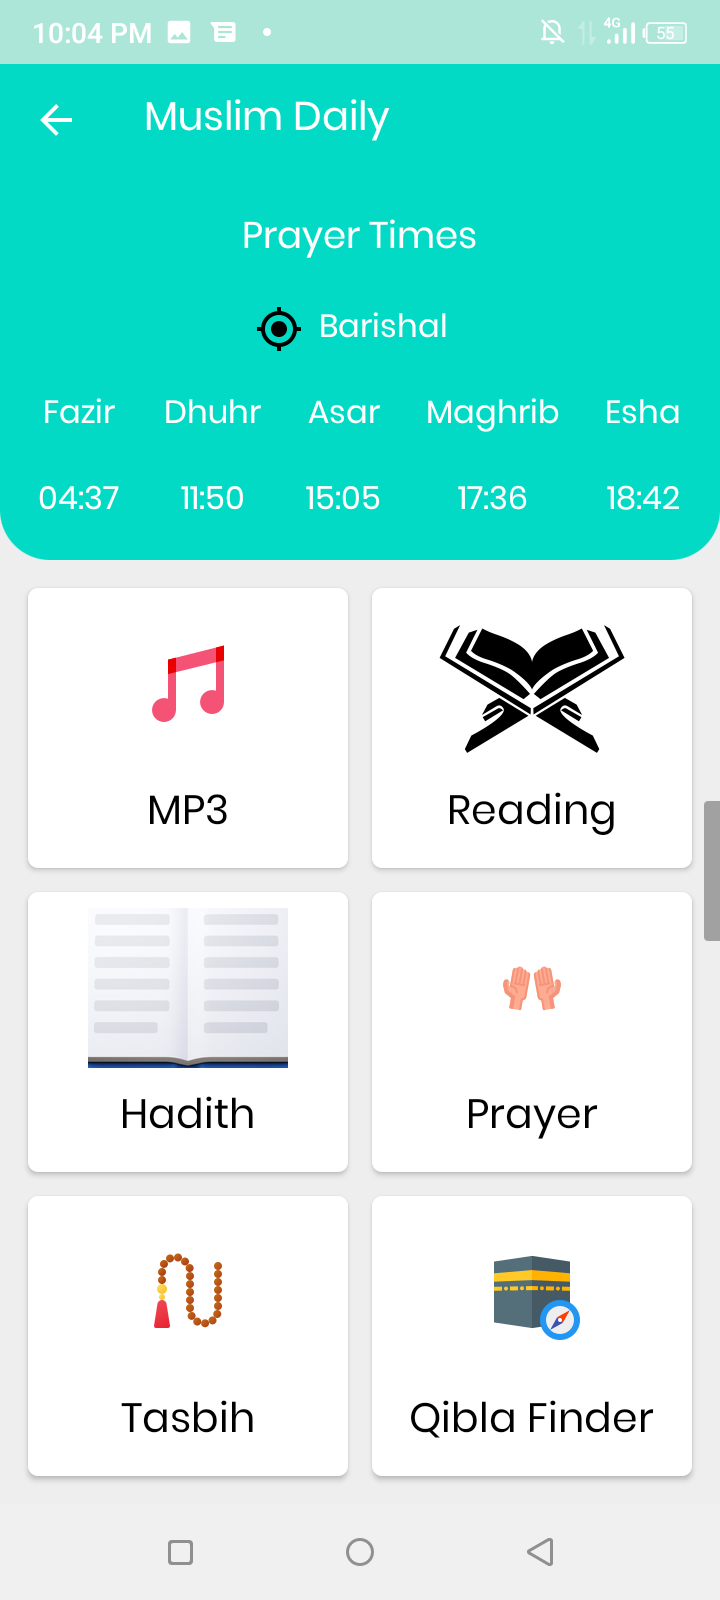 10:04 PM 4G 55
Muslim Daily
Prayer Times
Barishal
Fazir Dhuhr Asar Maghrib Esha
04:37 11:50 15:05 17:36 18:42
MP3 Reading
Hadith Prayer
Tasbih Qibla Finder